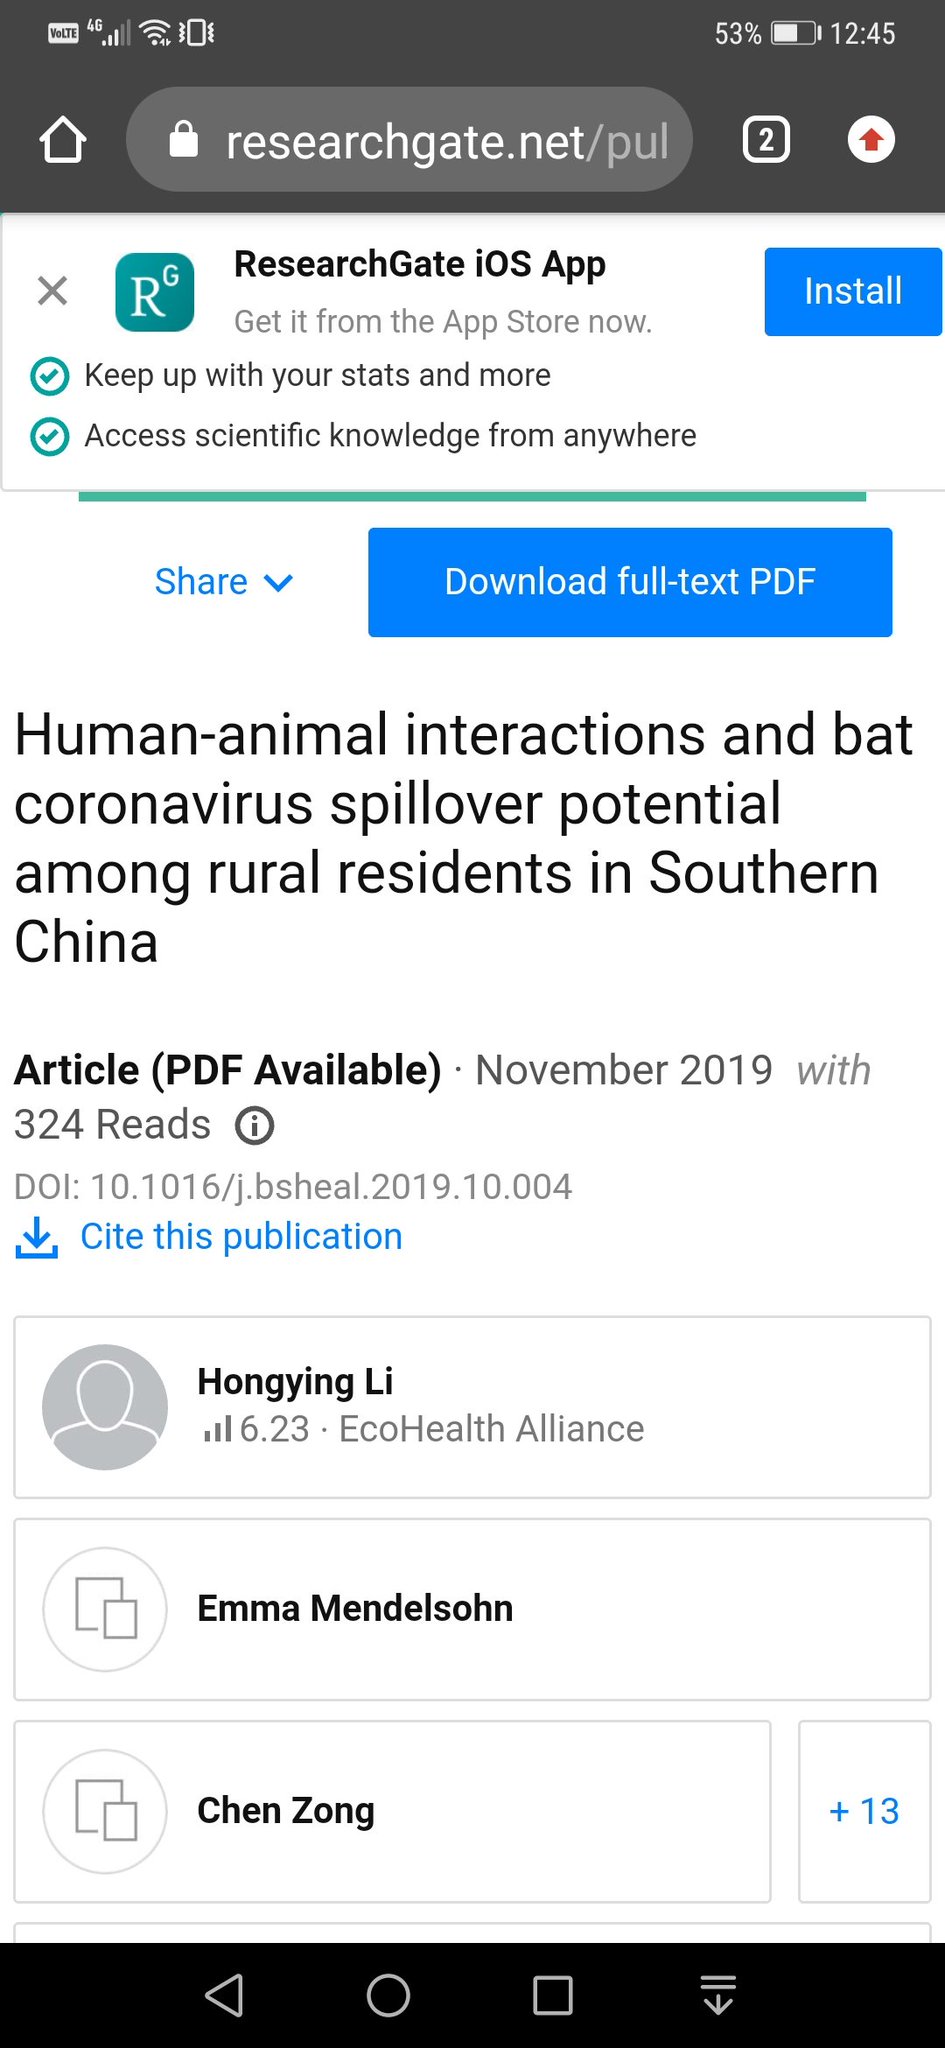 VoLTE 4G 53% 12:45
researchgate.net/pul 2
ResearchGate iOS App
RG Install
Get it from the App Store now.
Keep up with your stats and more
Access scientific knowledge from anywhere
Share Download full-text PDF
Human-animal interactions and bat
coronavirus spillover potential
among rural residents in Southern
China
Article (PDF Available) · November 2019 with
324 Reads
DOI: 10.1016/j.bsheal.2019.10.004
Cite this publication
Hongying Li
6.23 · EcoHealth Alliance
Emma Mendelsohn
Chen Zong + 13